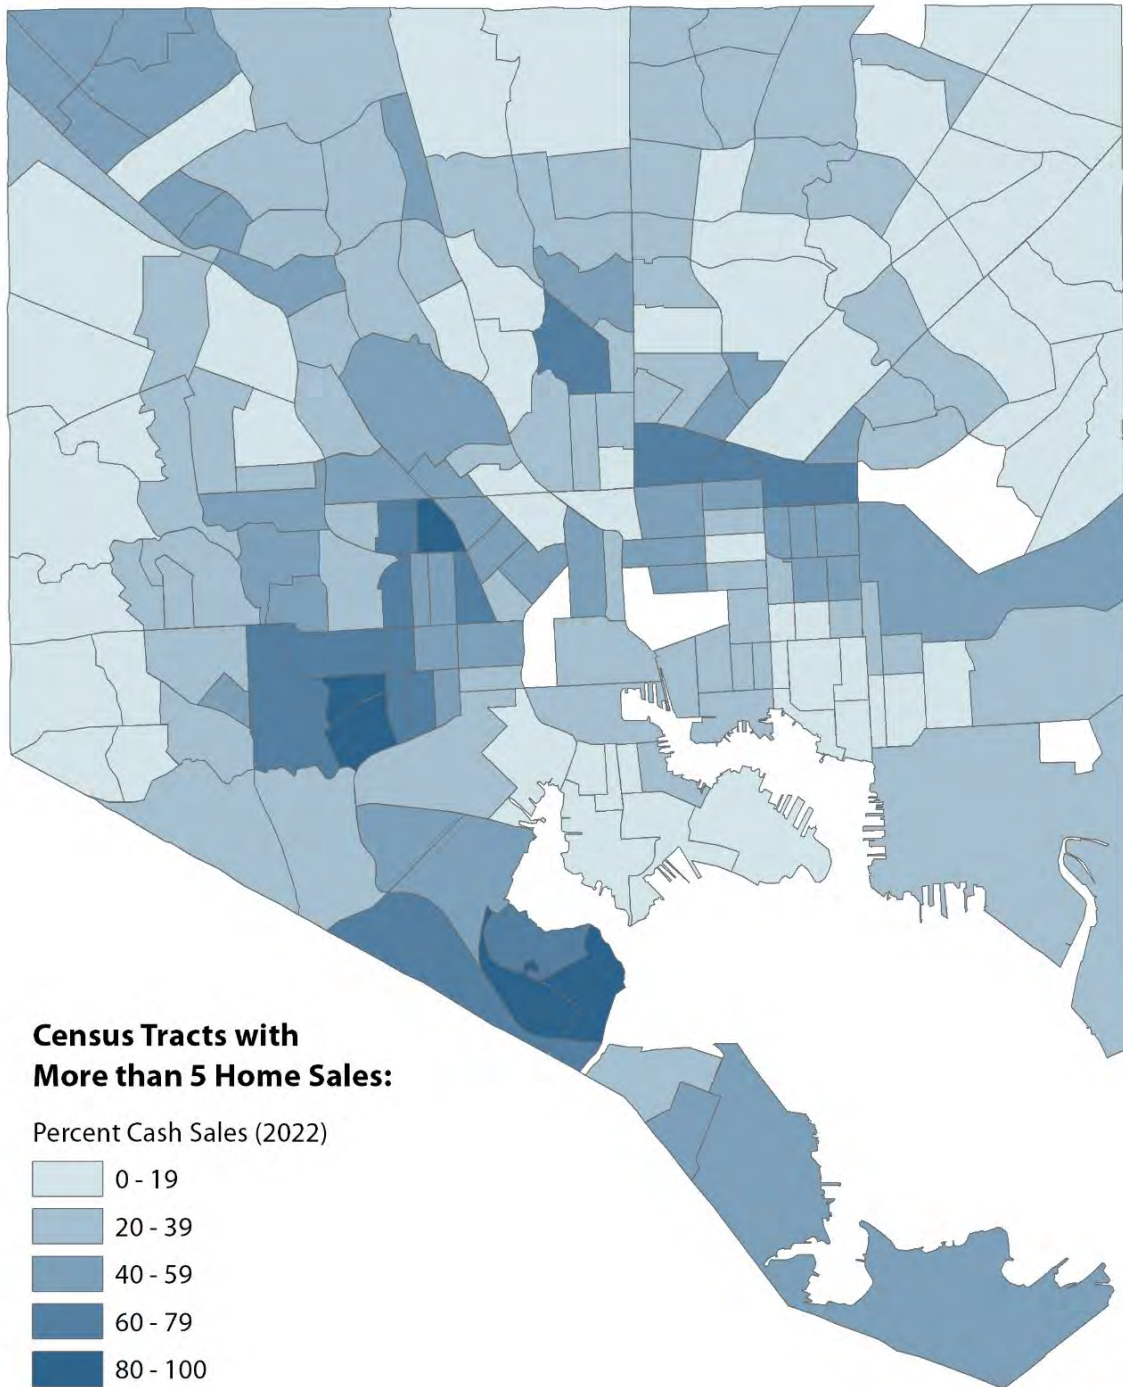 Census Tracts with
More than 5 Home Sales:
Percent Cash Sales (2022)
0 - 19
20 - 39
40 - 59
60 - 79
80 - 100